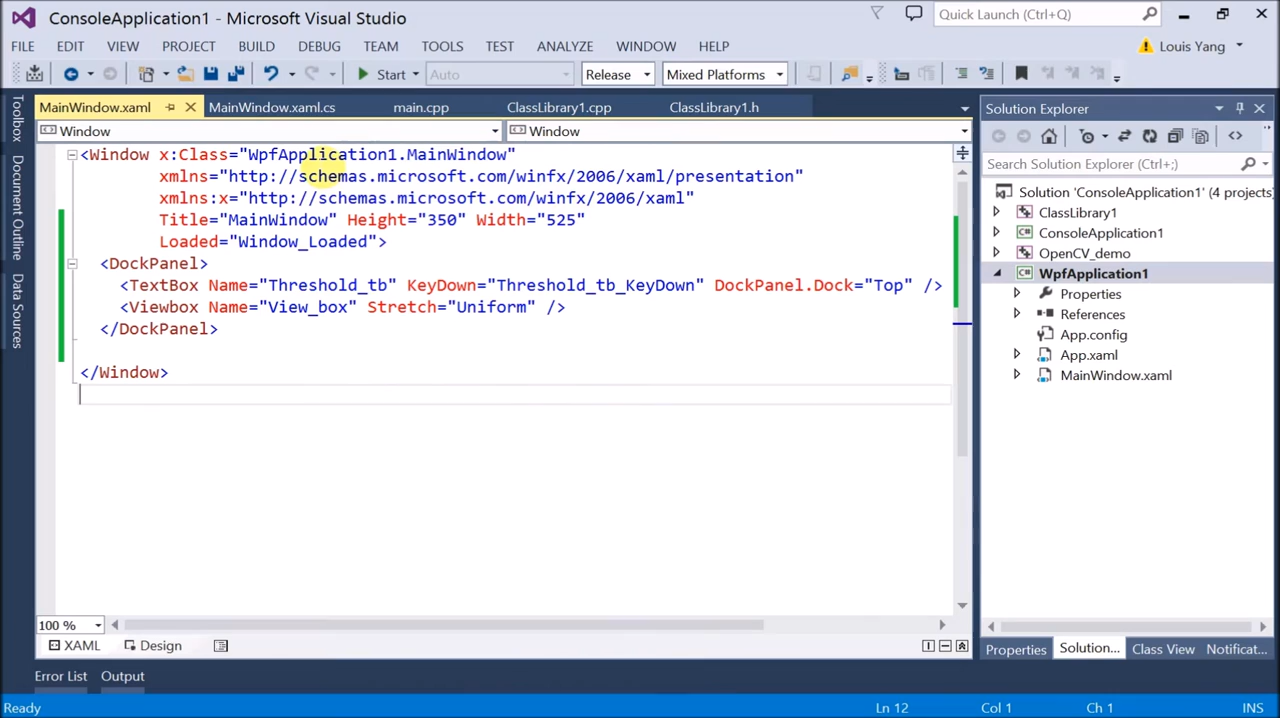 ConsoleApplication1 - Microsoft Visual Studio
Quick Launch (Ctrl+Q)
FILE EDIT VIEW PROJECT BUILD DEBUG TEAM TOOLS TEST ANALYZE WINDOW HELP
Louis Yang
Start Auto Release Mixed Platforms
Toolbox
Document Outline
Data Sources
MainWindow.xaml MainWindow.xaml.cs main.cpp ClassLibrary1.cpp ClassLibrary1.h
Window Window
<Window x:Class="WpfApplication1.MainWindow"
xmlns="http://schemas.microsoft.com/winfx/2006/xaml/presentation"
xmlns:x="http://schemas.microsoft.com/winfx/2006/xaml"
Title="MainWindow" Height="350" Width="525"
Loaded="Window_Loaded">
<DockPanel>
<TextBox Name="Threshold_tb" KeyDown="Threshold_tb_KeyDown" DockPanel.Dock="Top" />
<Viewbox Name="View_box" Stretch="Uniform" />
</DockPanel>
</Window>
100 %
XAML Design
Solution Explorer
Search Solution Explorer (Ctrl+;)
Solution 'ConsoleApplication1' (4 projects)
ClassLibrary1
ConsoleApplication1
OpenCV_demo
WpfApplication1
Properties
References
App.config
App.xaml
MainWindow.xaml
Properties Solution... Class View Notificat...
Error List Output
Ready Ln 12 Col 1 Ch 1 INS